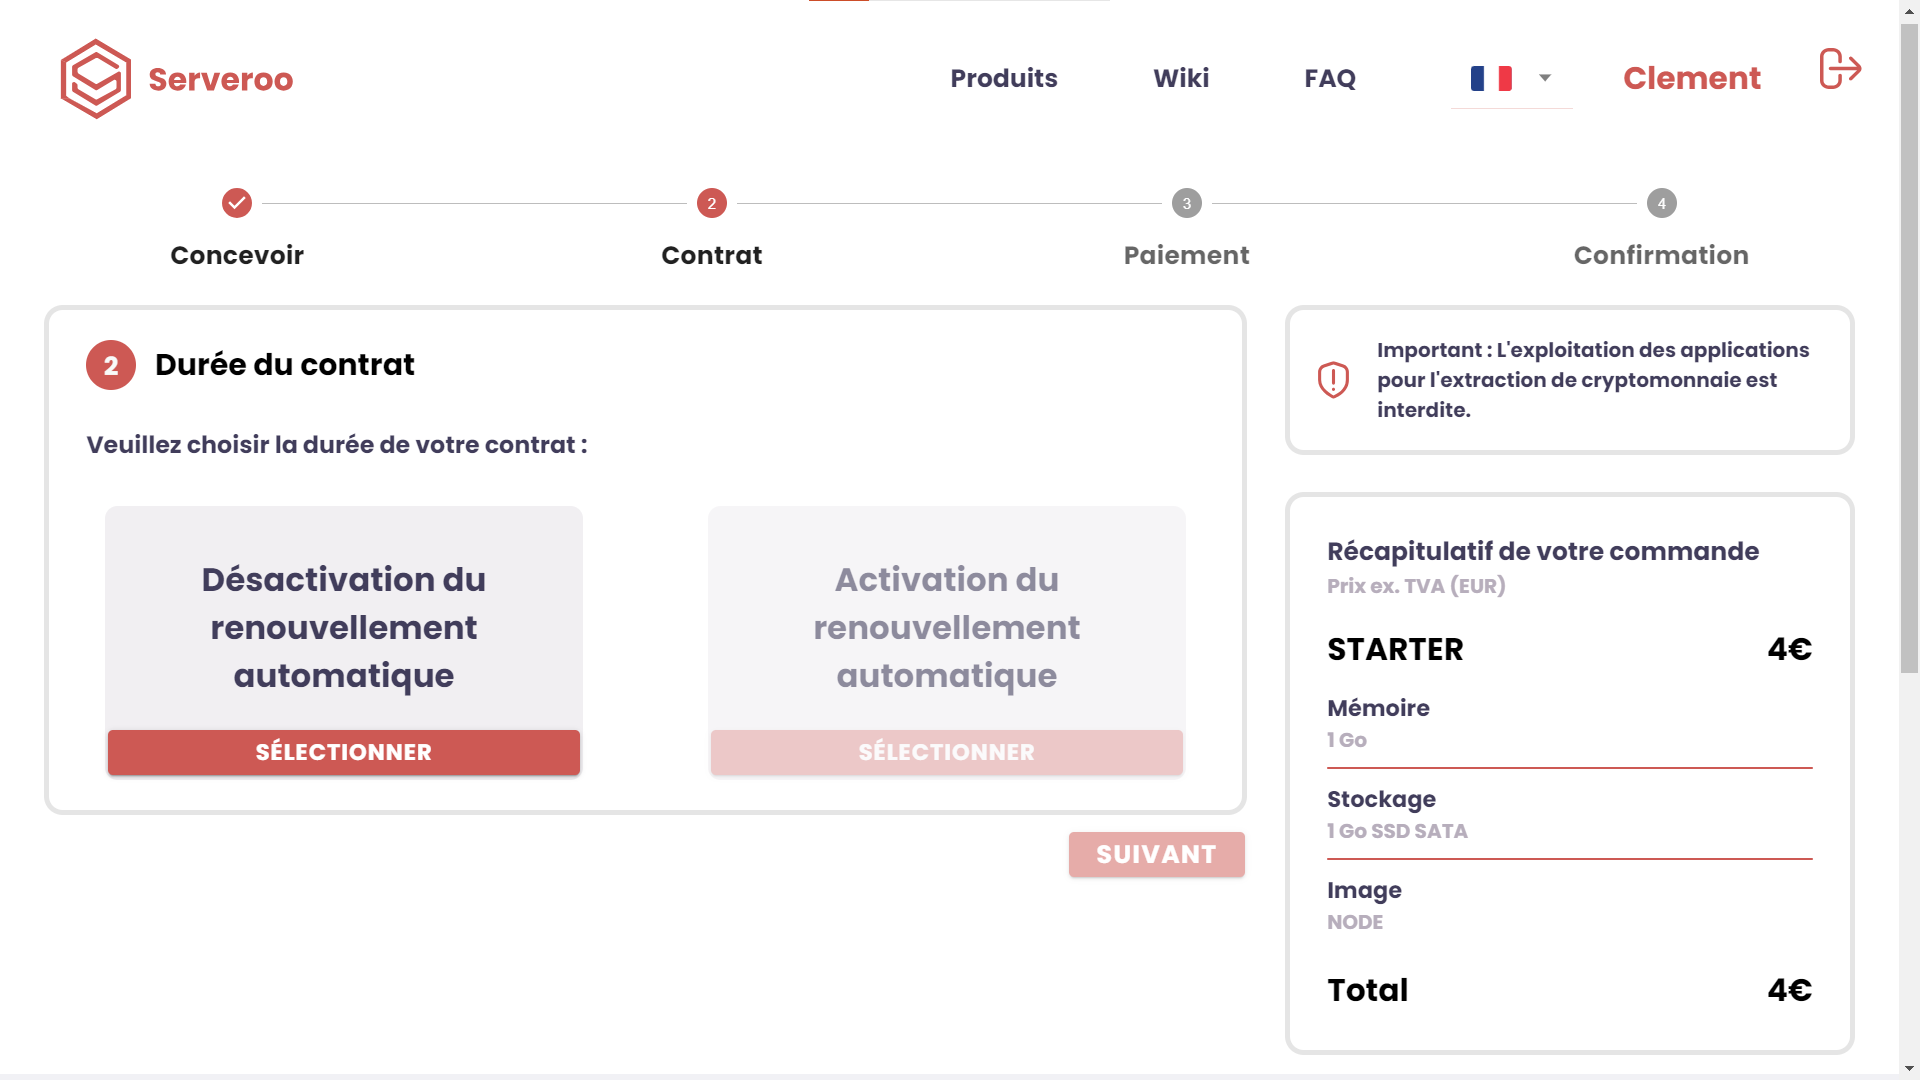 Serveroo
Produits
Wiki
FAQ
Clement
2
3
4
Concevoir
Contrat
Paiement
Confirmation
2
Durée du contrat
Veuillez choisir la durée de votre contrat :
Désactivation du
renouvellement
automatique
SÉLECTIONNER
Activation du
renouvellement
automatique
SÉLECTIONNER
SUIVANT
Important : L'exploitation des applications
pour l'extraction de cryptomonnaie est
interdite.
Récapitulatif de votre commande
Prix ex. TVA (EUR)
STARTER 4€
Mémoire
1 Go
Stockage
1 Go SSD SATA
Image
NODE
Total 4€